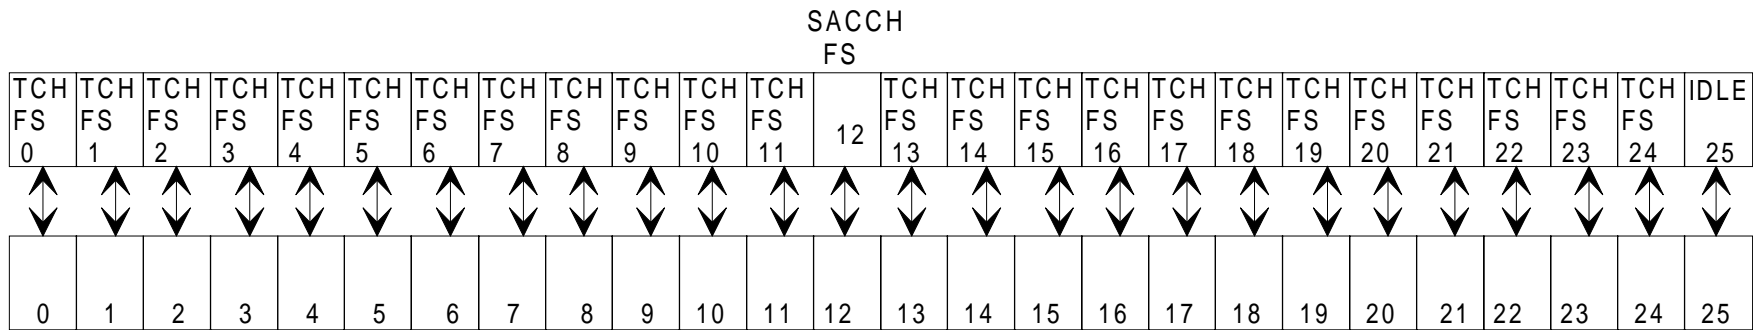 SACCH
FS
TCH TCH TCH TCH TCH TCH TCH TCH TCH TCH TCH TCH TCH TCH TCH TCH TCH TCH TCH TCH TCH TCH TCH TCH IDLE
FS FS FS FS FS FS FS FS FS FS FS FS FS FS FS FS FS FS FS FS FS FS FS FS
0 1 2 3 4 5 6 7 8 9 10 11 12 13 14 15 16 17 18 19 20 21 22 23 24 25
0 1 2 3 4 5 6 7 8 9 10 11 12 13 14 15 16 17 18 19 20 21 22 23 24 25